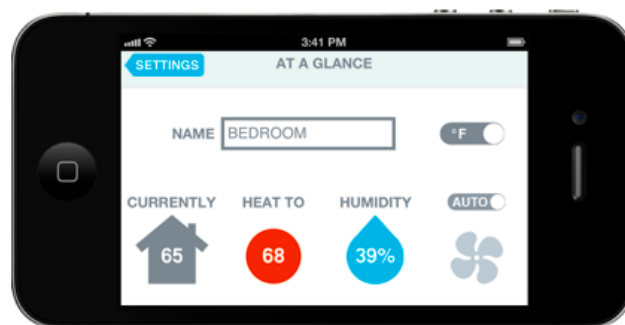 3:41 PM
SETTINGS AT A GLANCE
NAME BEDROOM °F
CURRENTLY HEAT TO HUMIDITY AUTO
65 68 39%